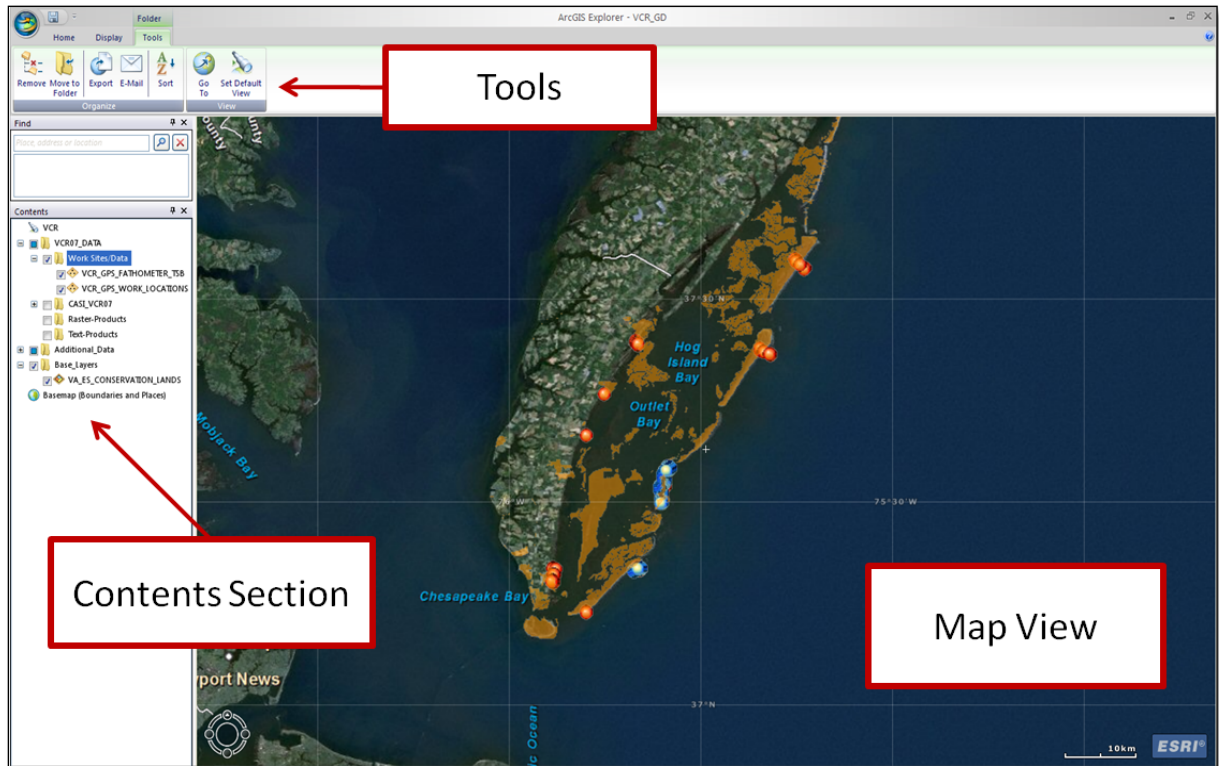 ArcGIS Explorer - VCR_GD
Folder
Home Display Tools
Remove Move to Folder Export E-Mail Sort Go To Set Default View
Organize View
Tools
Find
Place, address or location
Contents
VCR
VCR07_DATA
Work Sites/Data
VCR_GPS_FATHOMETER_TSB
VCR_GPS_WORK_LOCATIONS
CASI_VCR07
Raster-Products
Text-Products
Additional_Data
Base_Layers
VA_ES_CONSERVATION_LANDS
Basemap (Boundaries and Places)
Contents Section
County
37°30'N
Hog
Island
Bay
Outlet
Bay
Mobjack Bay
75°30'W
Chesapeake Bay
Map View
port News
37°N
ic Ocean
10km
ESRI®